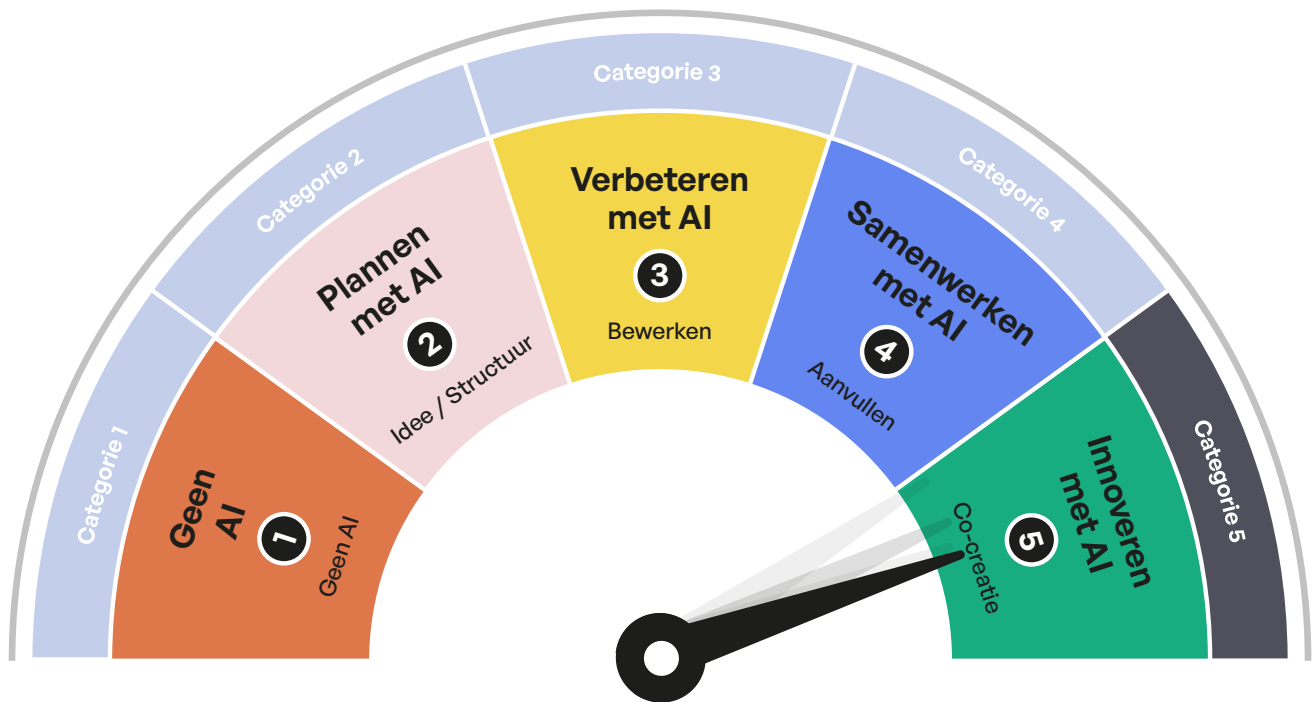 Categorie 1
Geen
AI
1
Geen AI
Categorie 2
Plannen
met AI
2
Idee / Structuur
Categorie 3
Verbeteren
met AI
3
Bewerken
Categorie 4
Samenwerken
met AI
4
Aanvullen
Categorie 5
Innoveren
met AI
5
Co-creatie